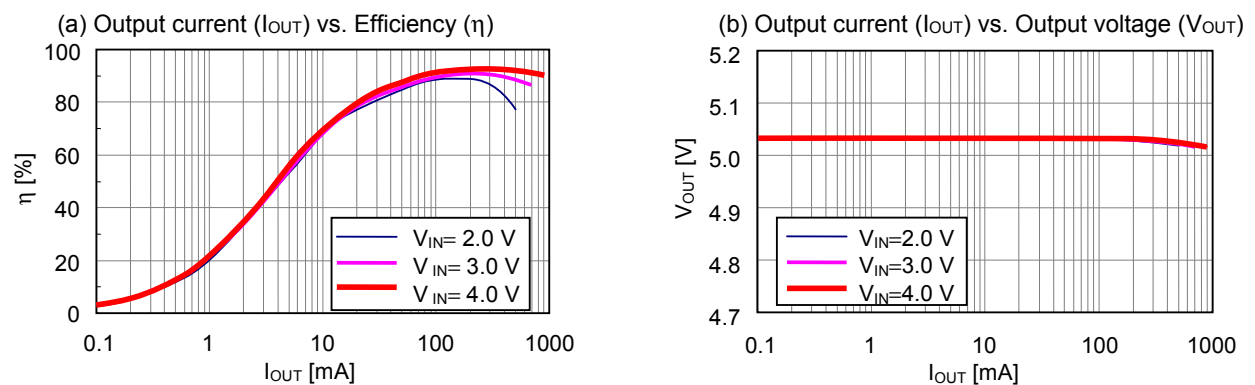 (a) Output current (IOUT) vs. Efficiency (η)
100
80
60
40
20
0
η [%]
VIN= 2.0 V
VIN= 3.0 V
VIN= 4.0 V
0.1 1 10 100 1000
IOUT [mA]
(b) Output current (IOUT) vs. Output voltage (VOUT)
5.2
5.1
5.0
4.9
4.8
4.7
VOUT [V]
VIN=2.0 V
VIN=3.0 V
VIN=4.0 V
0.1 1 10 100 1000
IOUT [mA]